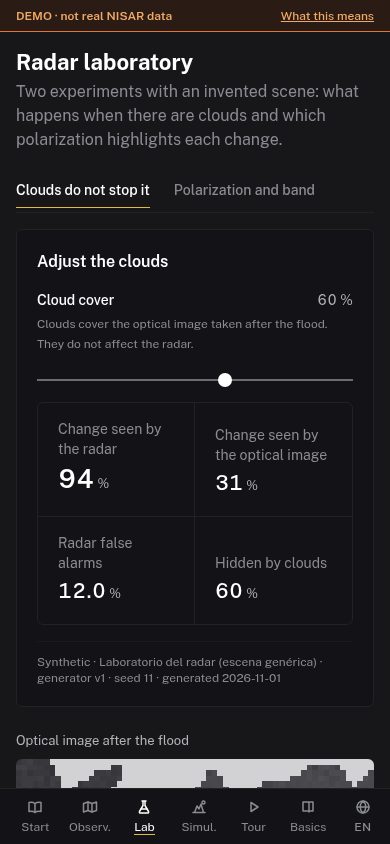 DEMO · not real NISAR data
What this means
Radar laboratory
Two experiments with an invented scene: what
happens when there are clouds and which
polarization highlights each change.
Clouds do not stop it
Polarization and band
Adjust the clouds
Cloud cover
60 %
Clouds cover the optical image taken after the flood.
They do not affect the radar.
Change seen by
the radar
94 %
Change seen by
the optical image
31 %
Radar false
alarms
12.0 %
Hidden by clouds
60 %
Synthetic · Laboratorio del radar (escena genérica) ·
generator v1 · seed 11 · generated 2026-11-01
Optical image after the flood
Start
Observ.
Lab
Simul.
Tour
Basics
EN